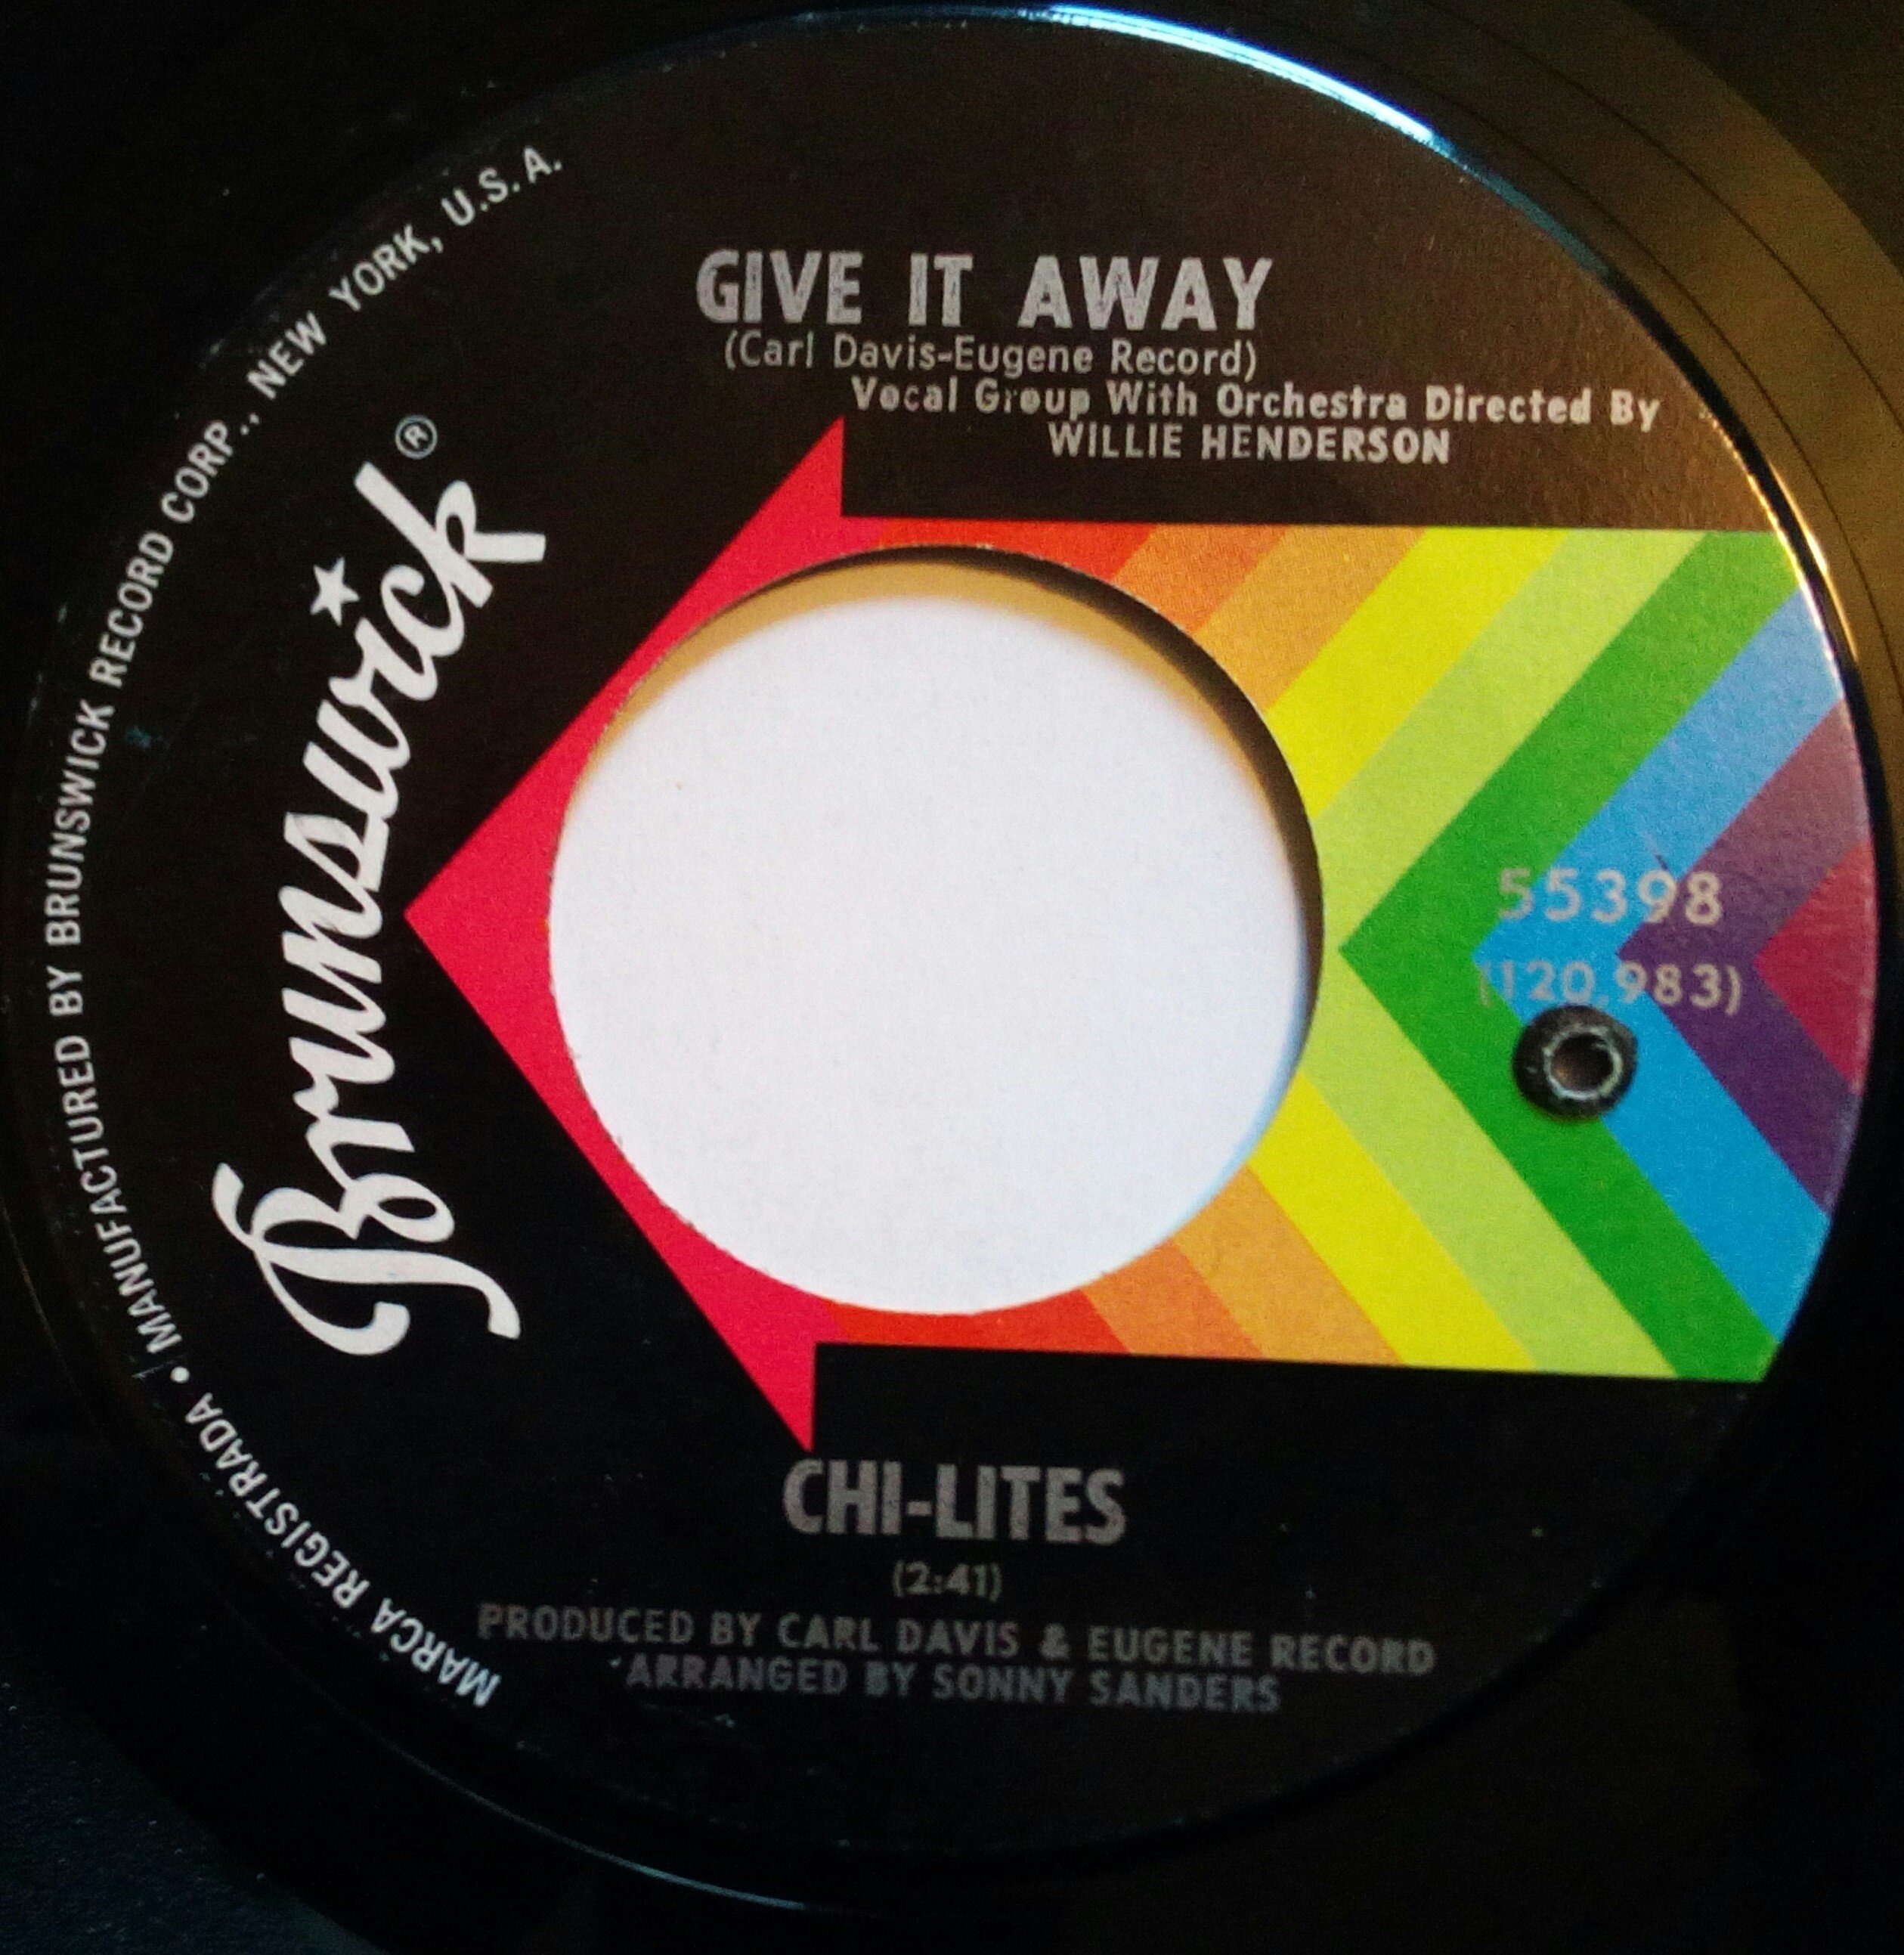 GIVE IT AWAY
(Carl Davis-Eugene Record)
Vocal Group With Orchestra Directed By
WILLIE HENDERSON
Brunswick®
55398
(120,983)
CHI-LITES
(2:41)
PRODUCED BY CARL DAVIS & EUGENE RECORD
ARRANGED BY SONNY SANDERS
MARCA REGISTRADA • MANUFACTURED BY BRUNSWICK RECORD CORP., NEW YORK, U.S.A.